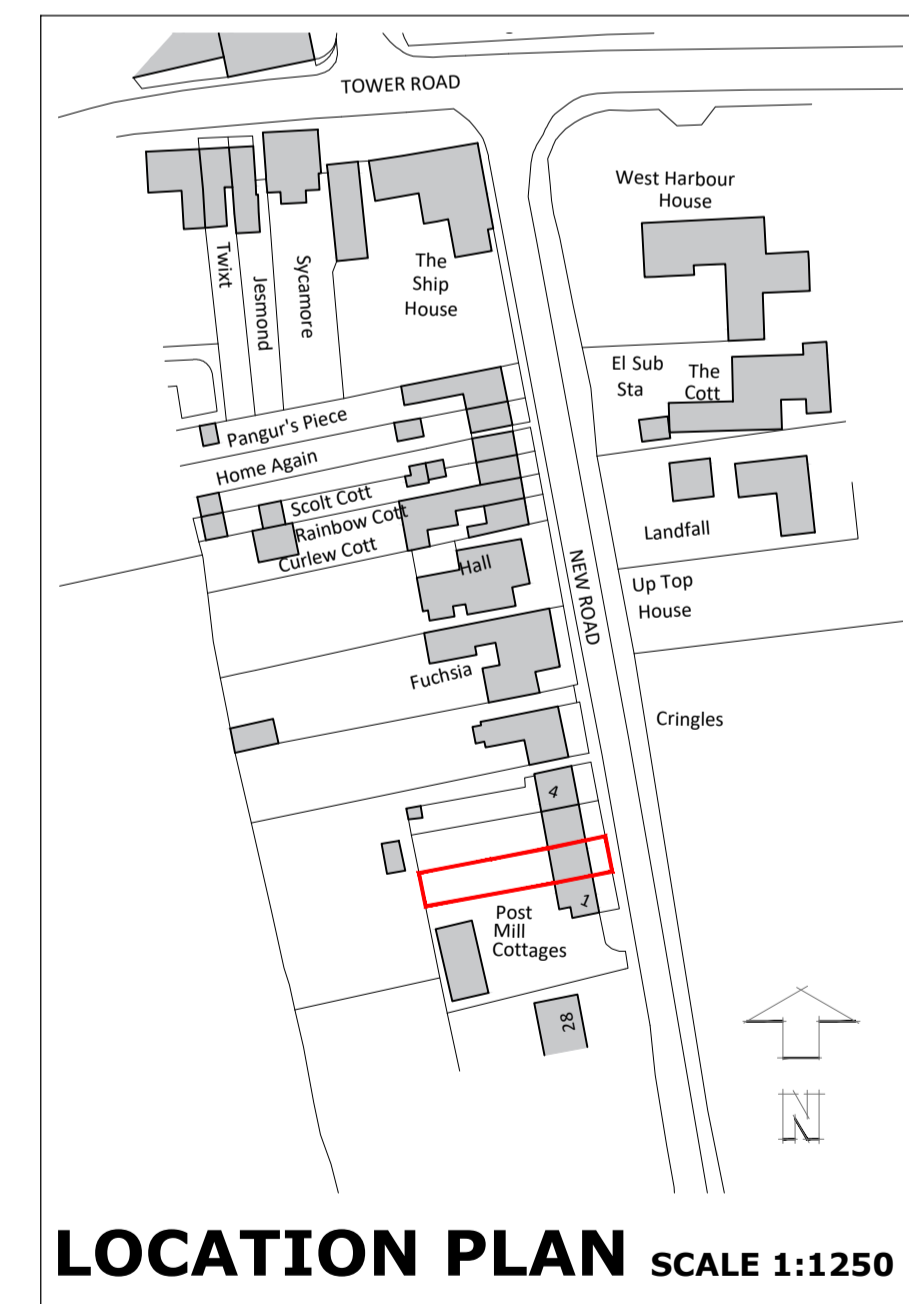 TOWER ROAD
West Harbour
House
Twixt
Jesmond
Sycamore
The
Ship
House
El Sub
Sta
The
Cott
Pangur's Piece
Home Again
Scolt Cott
Rainbow Cott
Curlew Cott
Landfall
Hall
NEW ROAD
Up Top
House
Fuchsia
Cringles
4
1
Post
Mill
Cottages
28
N
LOCATION PLAN SCALE 1:1250